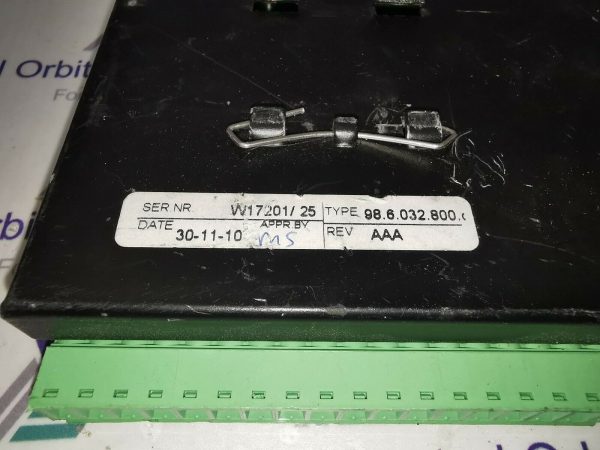 l Orbit
Fo
SER NR. W17201/ 25 TYPE 98.6.032.800.
DATE 30-11-10 APPR.BY ms REV AAA